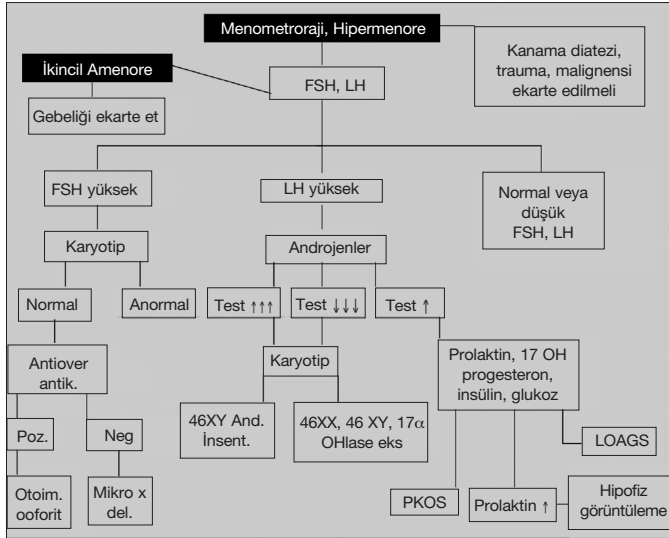 Menometroraji, Hipermenore
Kanama diatezi,
trauma, malignensi
ekarte edilmeli
İkincil Amenore
FSH, LH
Gebeliği ekarte et
FSH yüksek
LH yüksek
Normal veya
düşük
FSH, LH
Karyotip
Androjenler
Normal
Anormal
Test ↑↑↑
Test ↓↓↓
Test ↑
Antiover
antik.
Karyotip
Prolaktin, 17 OH
progesteron,
insülin, glukoz
Poz.
Neg
46XY And.
İnsent.
46XX, 46 XY, 17α
OHlase eks
LOAGS
Otoim.
ooforit
Mikro x
del.
PKOS
Prolaktin ↑
Hipofiz
görüntüleme